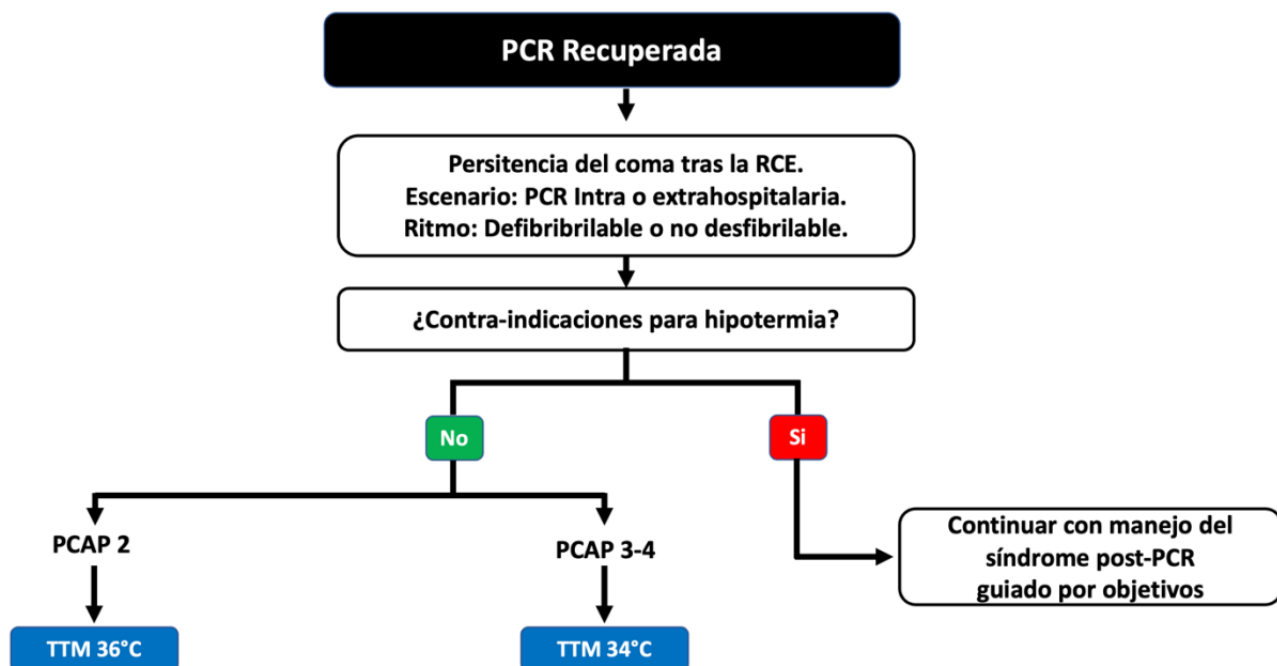 PCR Recuperada
Persitencia del coma tras la RCE.
Escenario: PCR Intra o extrahospitalaria.
Ritmo: Defibribrilable o no desfibrilable.
¿Contra-indicaciones para hipotermia?
No
Si
PCAP 2
PCAP 3-4
Continuar con manejo del
síndrome post-PCR
guiado por objetivos
TTM 36°C
TTM 34°C